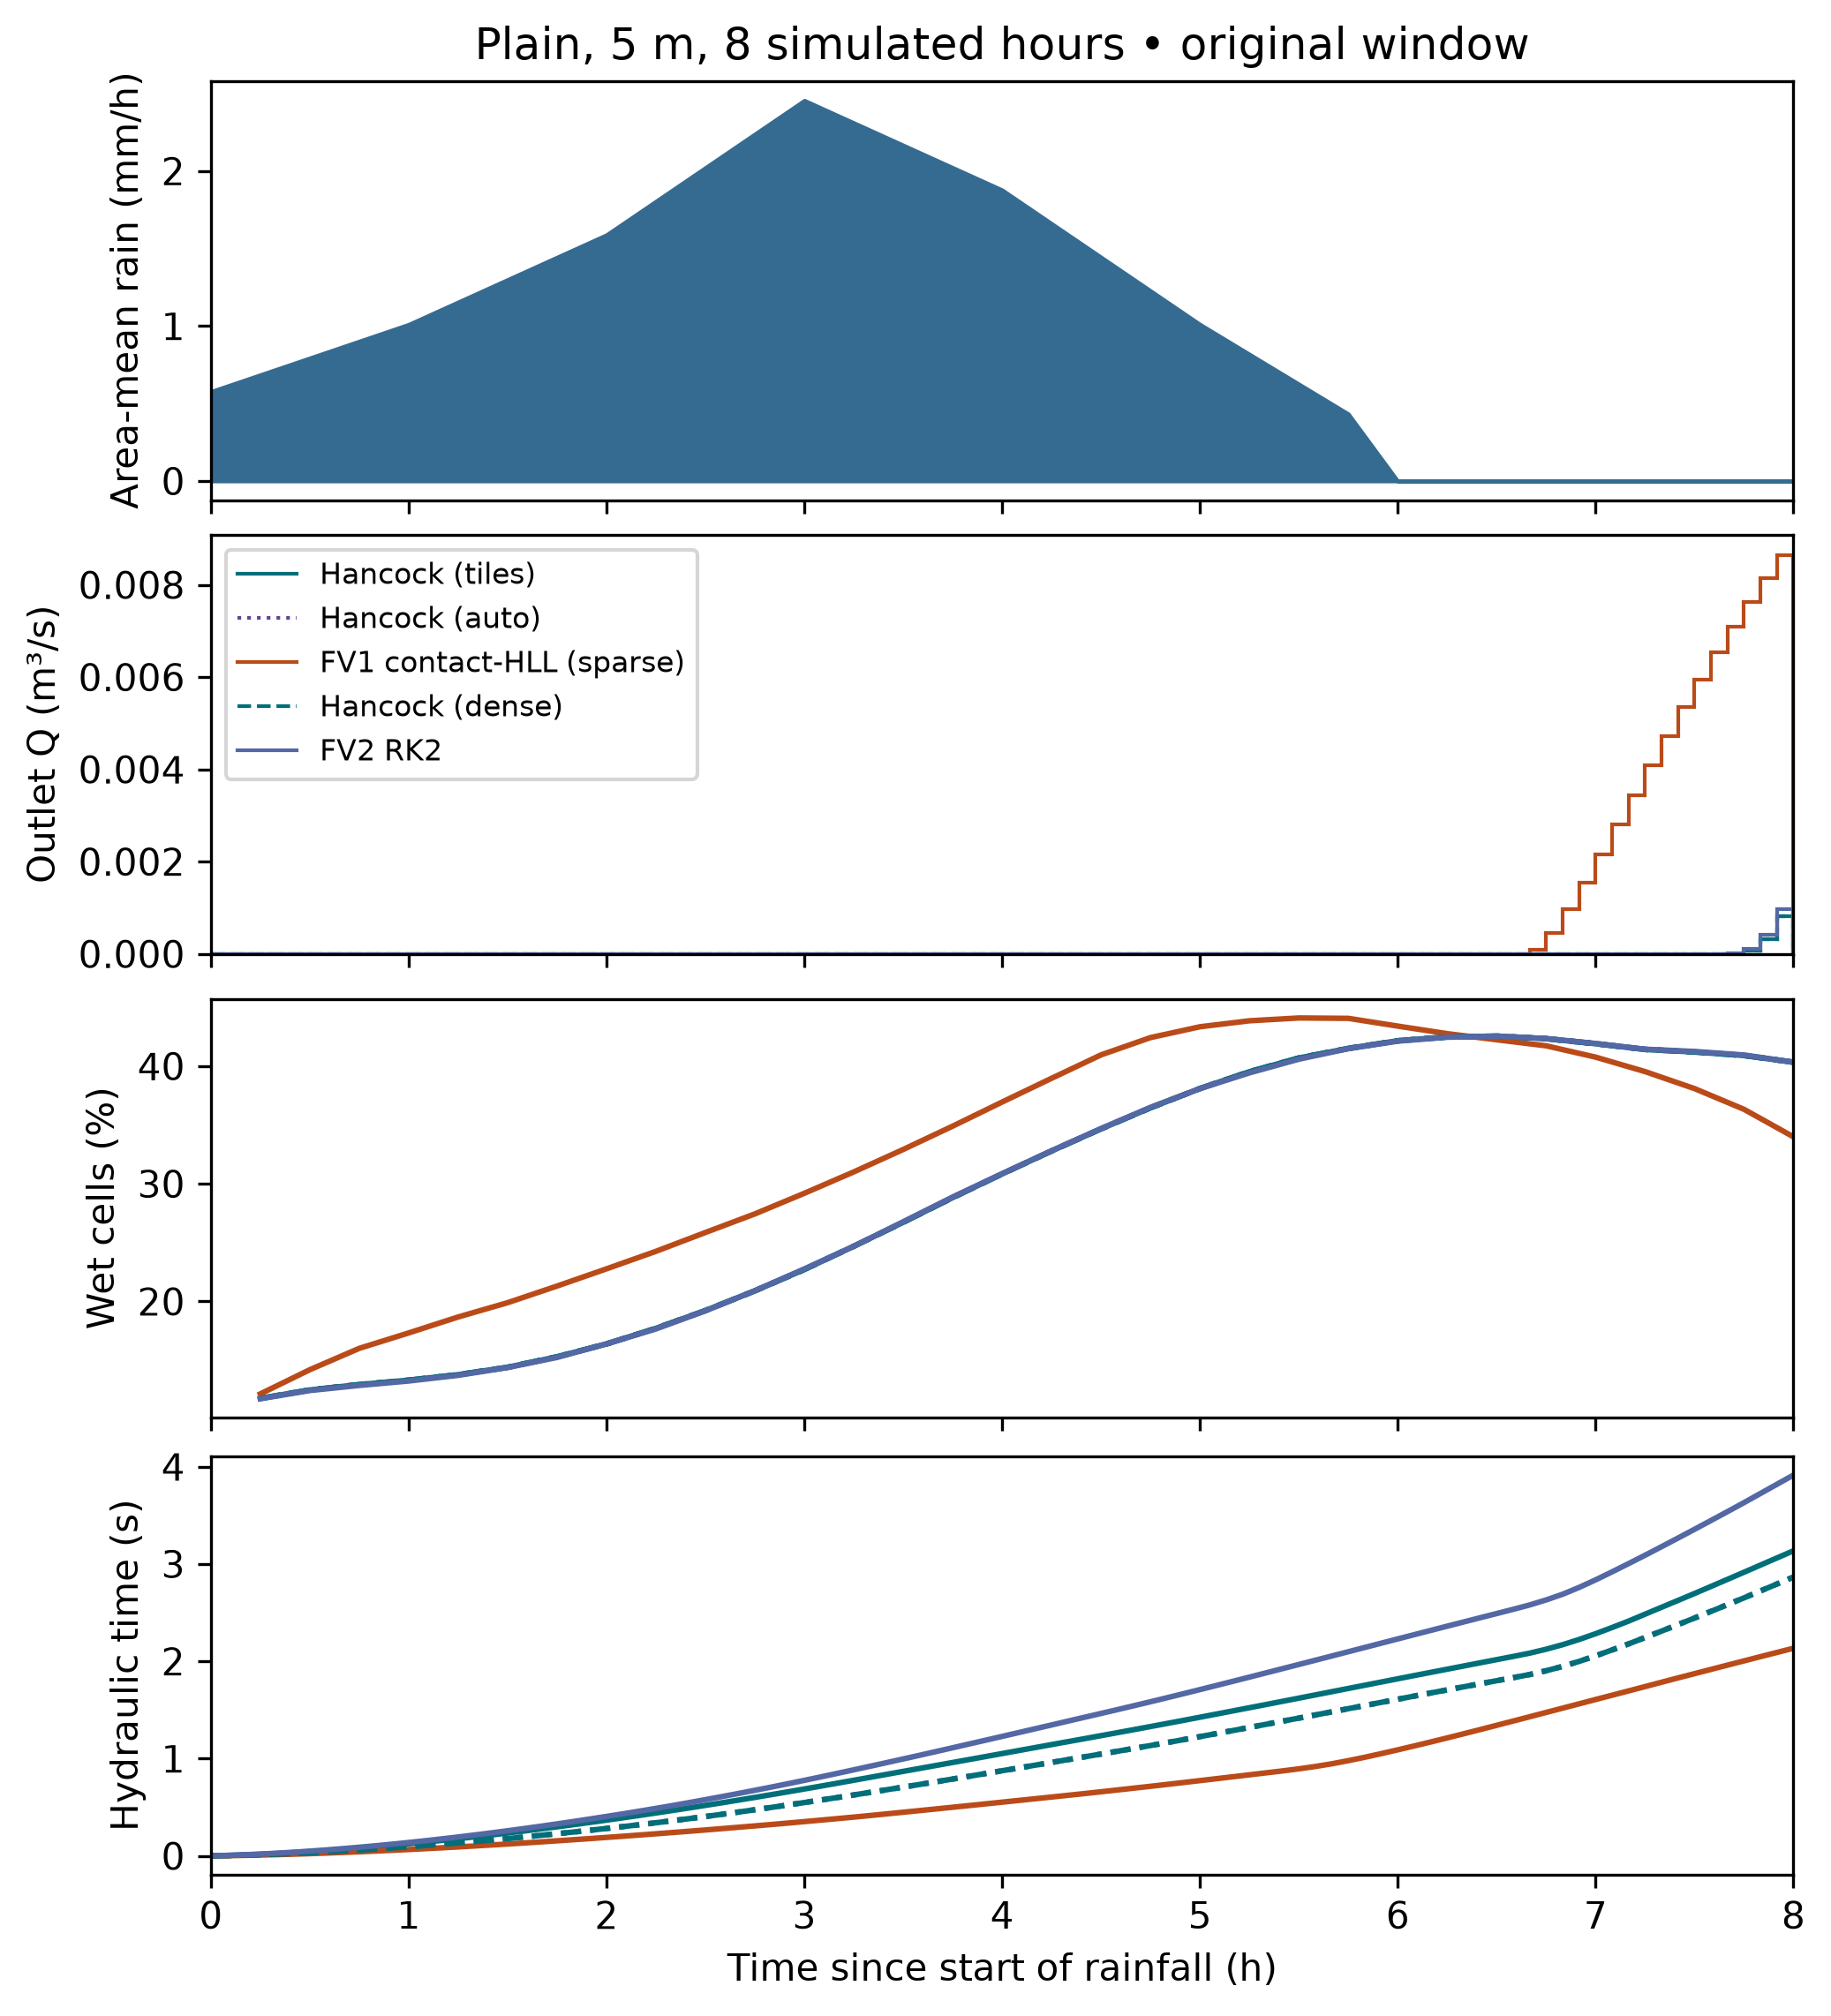 Plain, 5 m, 8 simulated hours • original window
Area-mean rain (mm/h)
2
1
0
Outlet Q (m³/s)
0.008
0.006
0.004
0.002
0.000
Hancock (tiles)
Hancock (auto)
FV1 contact-HLL (sparse)
Hancock (dense)
FV2 RK2
Wet cells (%)
40
30
20
Hydraulic time (s)
4
3
2
1
0
0 1 2 3 4 5 6 7 8
Time since start of rainfall (h)